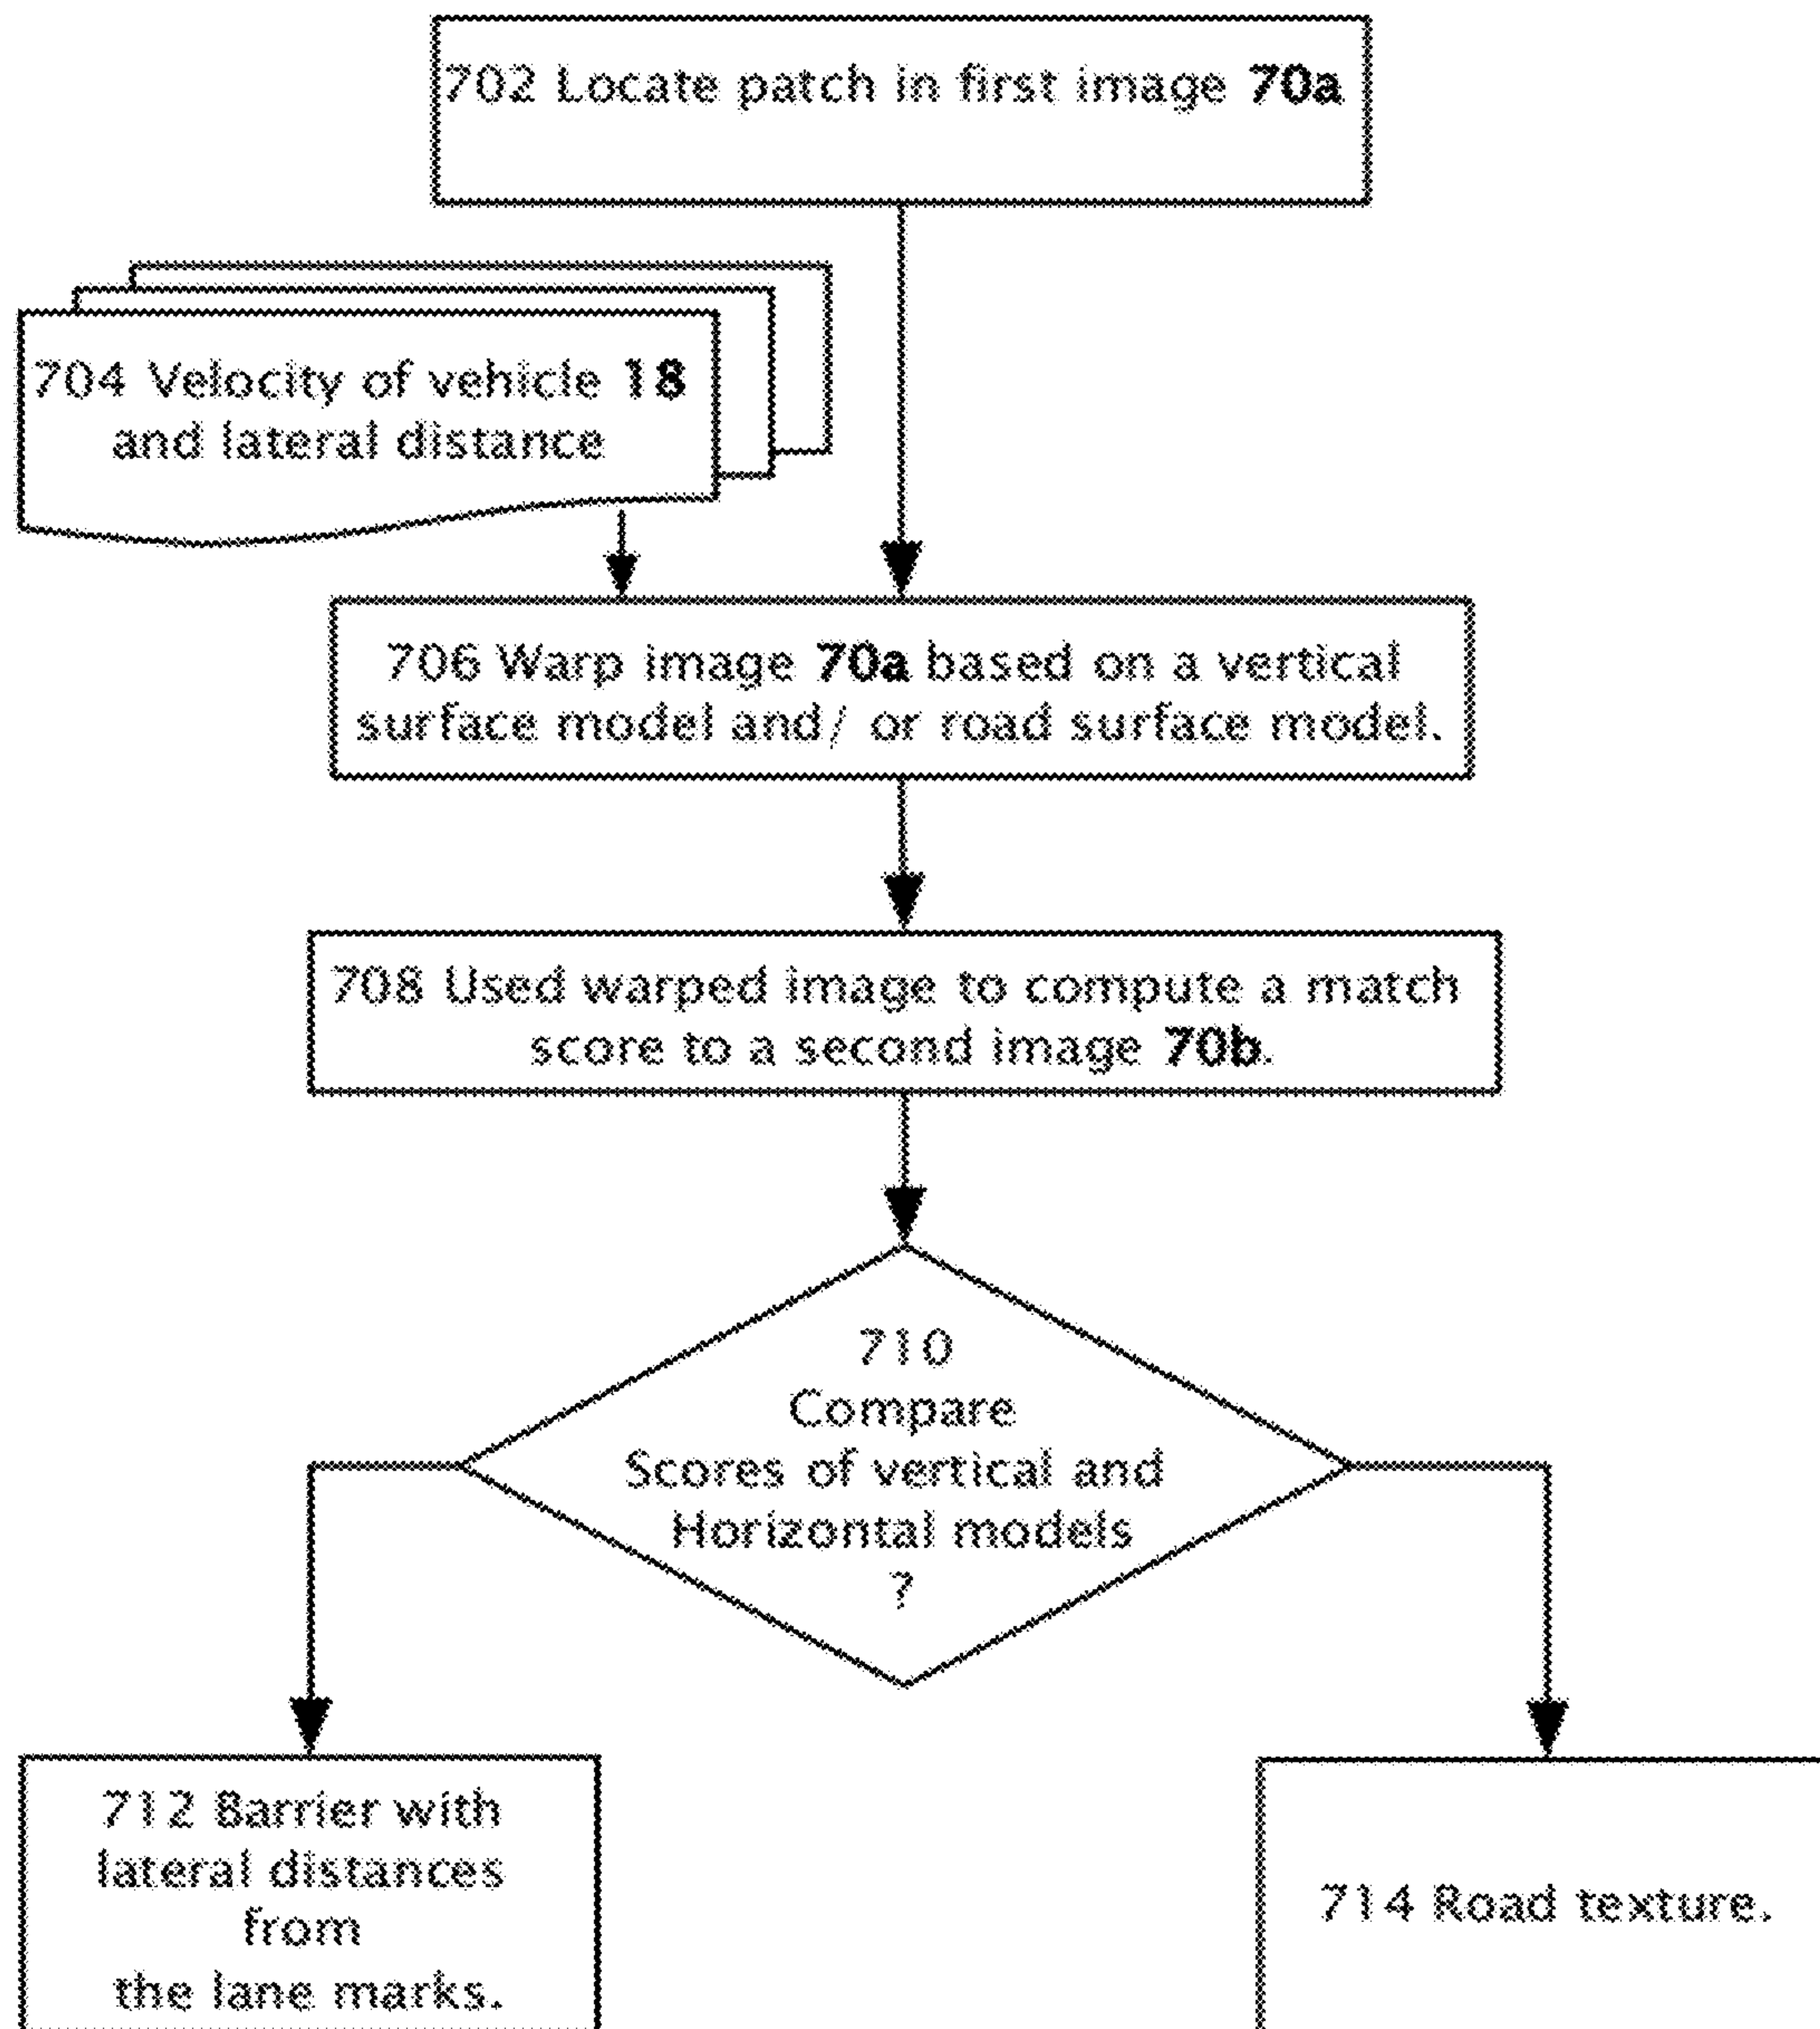 702 Locate patch in first image 70a
704 Velocity of vehicle 18
and lateral distance
706 Warp image 70a based on a vertical
surface model and/ or road surface model.
708 Used warped image to compute a match
score to a second image 70b.
710
Compare
Scores of vertical and
Horizontal models
?
712 Barrier with
lateral distances
from
the lane marks.
714 Road texture.